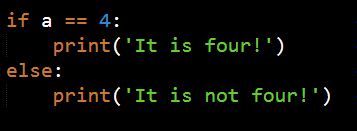 if a == 4:
    print('It is four!')
else:
    print('It is not four!')